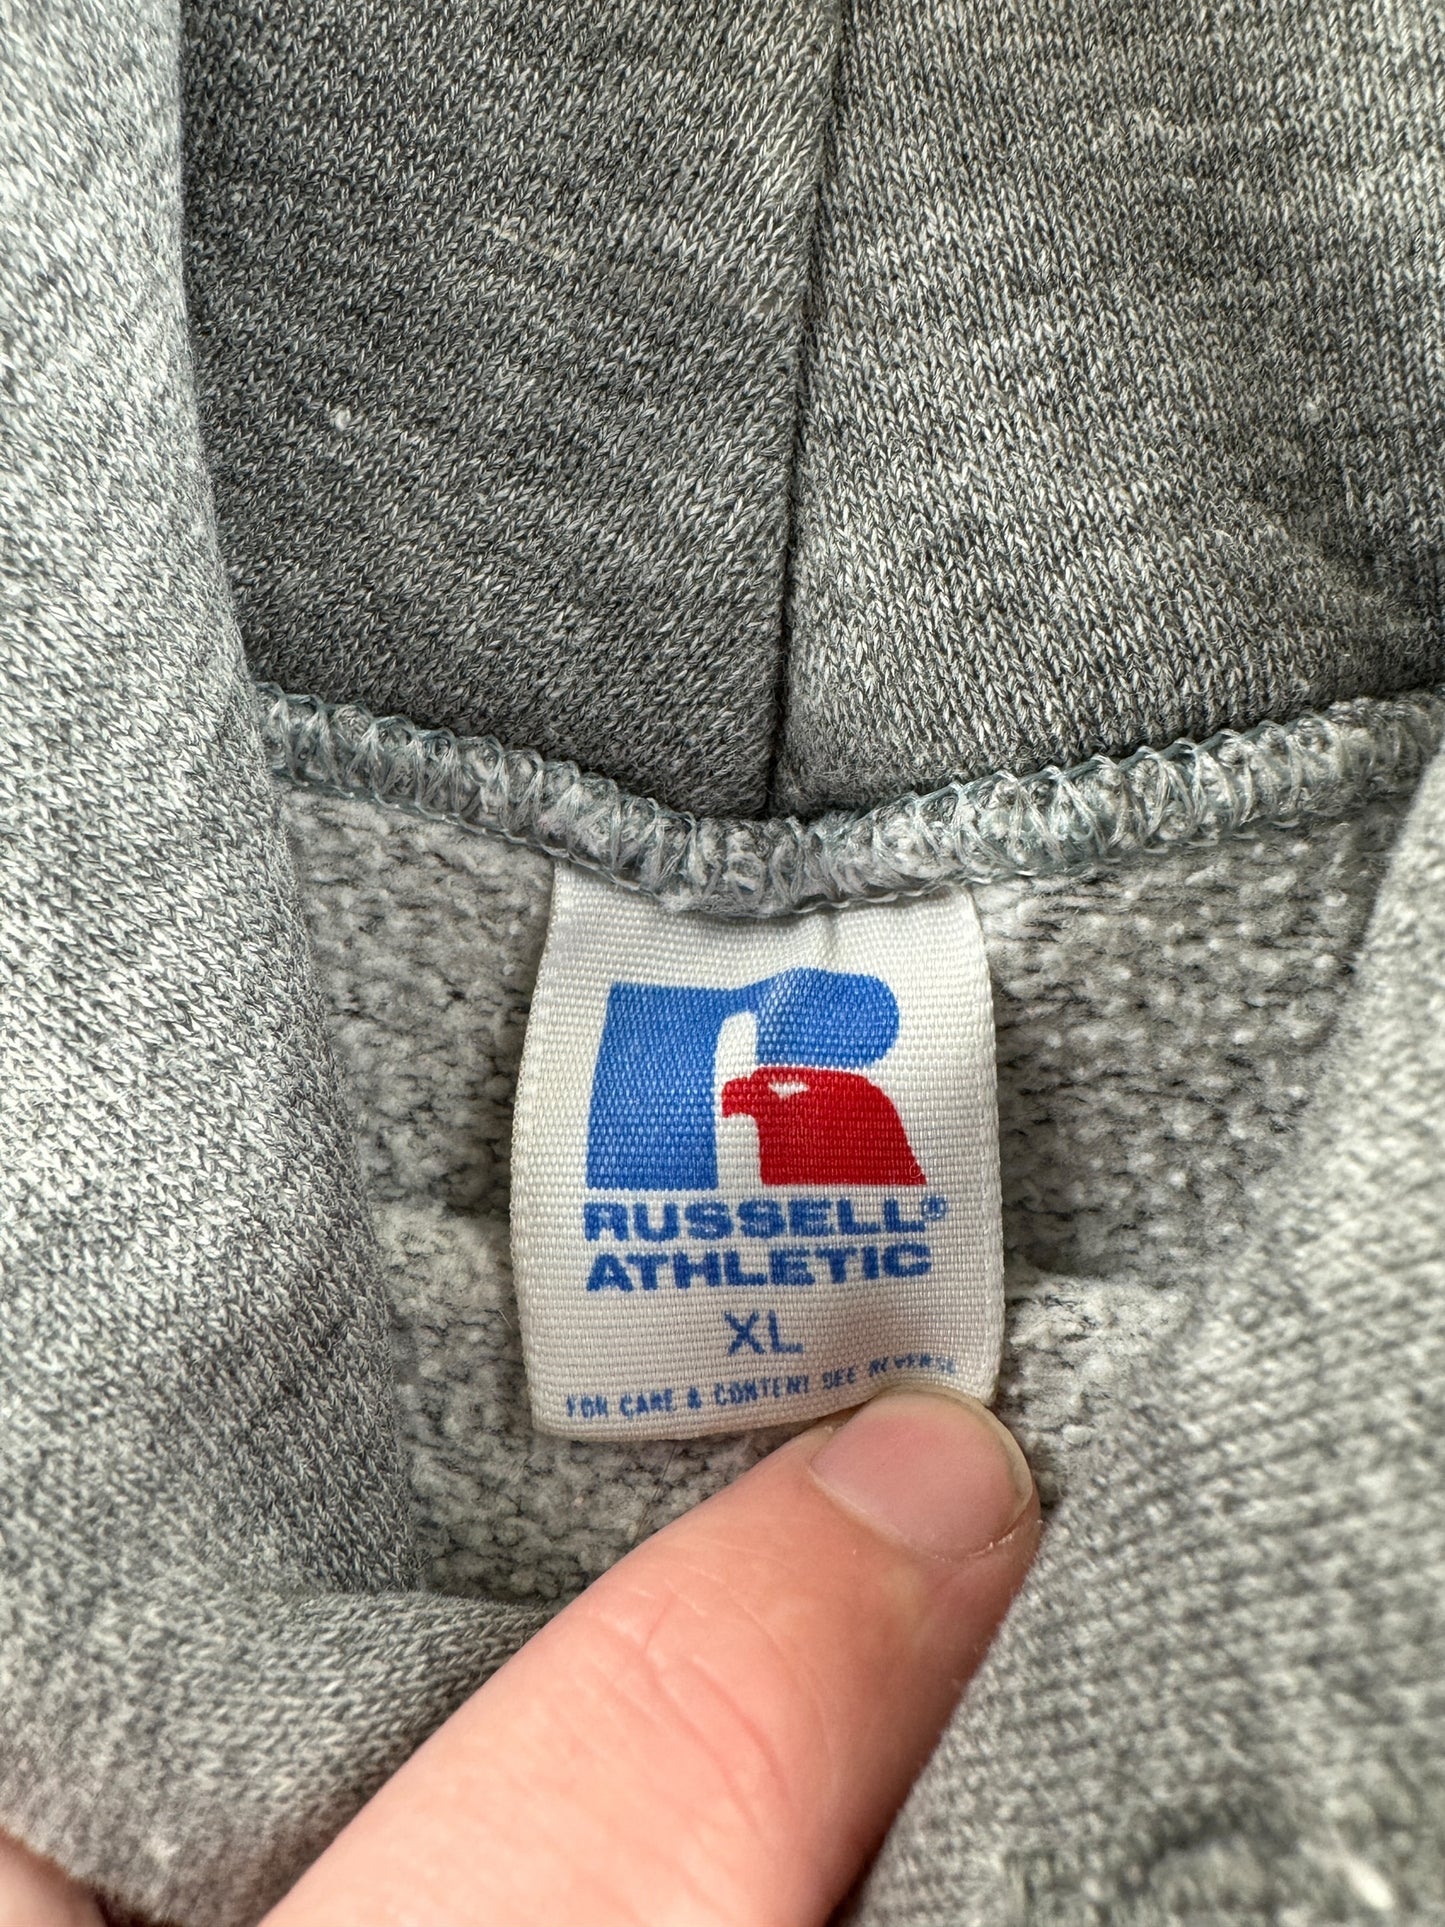 RUSSELL®
ATHLETIC
XL
FOR CARE & CONTENT SEE REVERSE